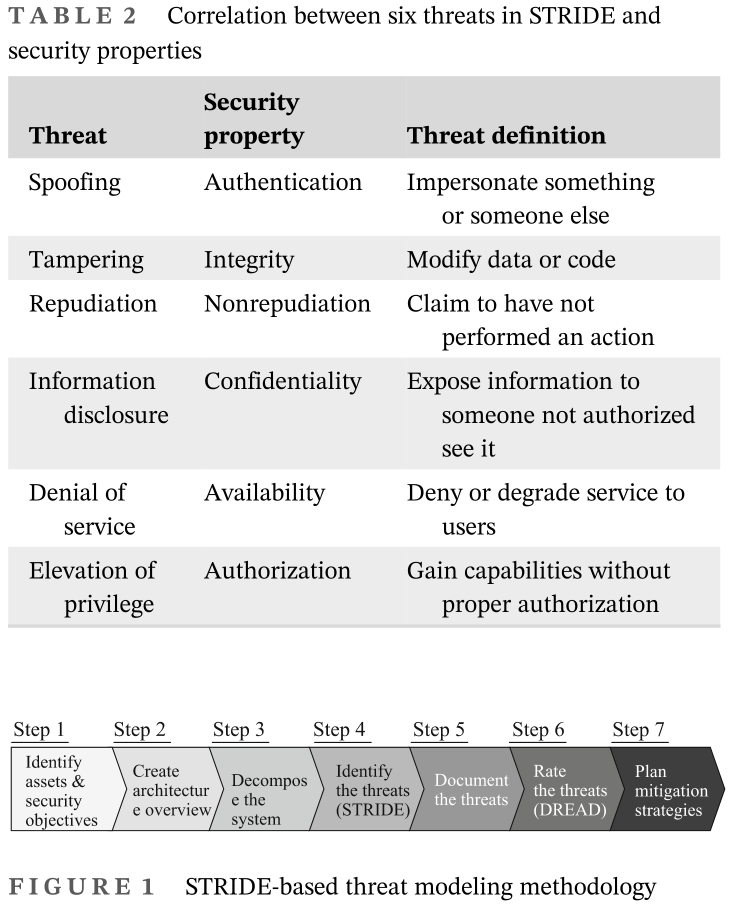 TABLE 2 Correlation between six threats in STRIDE and
security properties
Security
Threat property Threat definition
Spoofing Authentication Impersonate something
or someone else
Tampering Integrity Modify data or code
Repudiation Nonrepudiation Claim to have not
performed an action
Information Confidentiality Expose information to
disclosure someone not authorized
see it
Denial of Availability Deny or degrade service to
service users
Elevation of Authorization Gain capabilities without
privilege proper authorization
Step 1 Step 2 Step 3 Step 4 Step 5 Step 6 Step 7
Identify
assets &
security
objectives
Create
architectur
e overview
Decompos
e the
system
Identify
the threats
(STRIDE)
Document
the threats
Rate
the threats
(DREAD)
Plan
mitigation
strategies
FIGURE 1 STRIDE-based threat modeling methodology